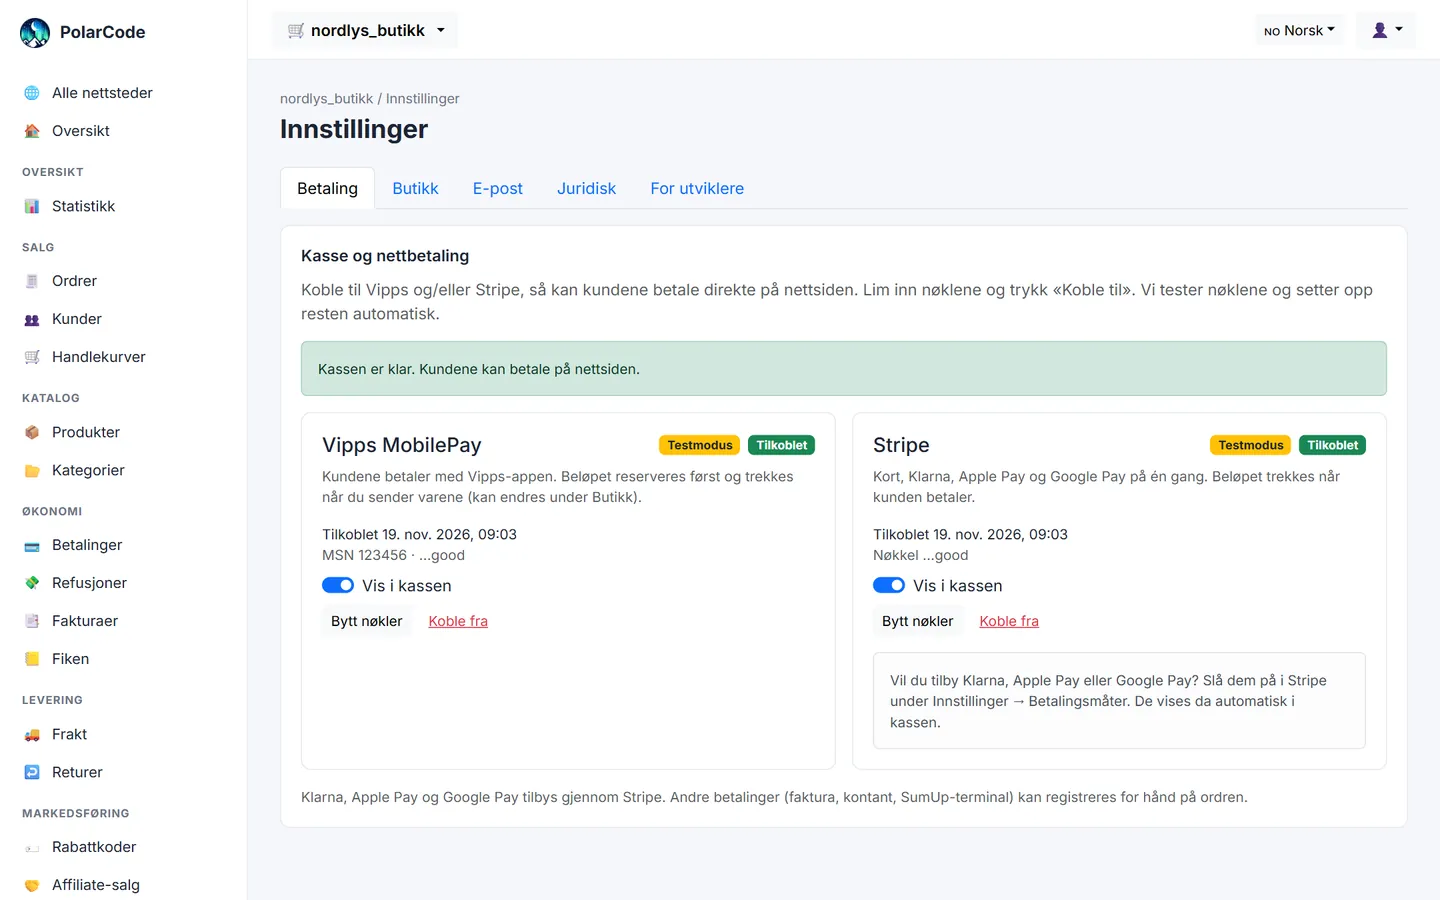 PolarCode
nordlys_butikk
NO Norsk
Alle nettsteder
Oversikt
OVERSIKT
Statistikk
SALG
Ordrer
Kunder
Handlekurver
KATALOG
Produkter
Kategorier
ØKONOMI
Betalinger
Refusjoner
Fakturaer
Fiken
LEVERING
Frakt
Returer
MARKEDSFØRING
Rabattkoder
Affiliate-salg
nordlys_butikk / Innstillinger
Innstillinger
Betaling
Butikk
E-post
Juridisk
For utviklere
Kasse og nettbetaling
Koble til Vipps og/eller Stripe, så kan kundene betale direkte på nettsiden. Lim inn nøklene og trykk «Koble til». Vi tester nøklene og setter opp
resten automatisk.
Kassen er klar. Kundene kan betale på nettsiden.
Vipps MobilePay
Testmodus
Tilkoblet
Kundene betaler med Vipps-appen. Beløpet reserveres først og trekkes
når du sender varene (kan endres under Butikk).
Tilkoblet 19. nov. 2026, 09:03
MSN 123456 · …good
Vis i kassen
Bytt nøkler
Koble fra
Stripe
Testmodus
Tilkoblet
Kort, Klarna, Apple Pay og Google Pay på én gang. Beløpet trekkes når
kunden betaler.
Tilkoblet 19. nov. 2026, 09:03
Nøkkel …good
Vis i kassen
Bytt nøkler
Koble fra
Vil du tilby Klarna, Apple Pay eller Google Pay? Slå dem på i Stripe
under Innstillinger → Betalingsmåter. De vises da automatisk i
kassen.
Klarna, Apple Pay og Google Pay tilbys gjennom Stripe. Andre betalinger (faktura, kontant, SumUp-terminal) kan registreres for hånd på ordren.